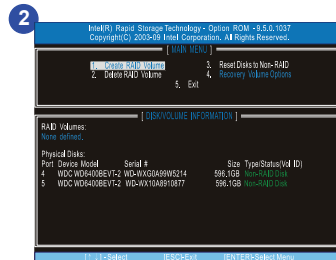 2
Intel(R) Rapid Storage Technology - Option ROM -9.5.0.1037
Copyright(C) 2003-09 Intel Corporation. All Rights Reserved.
[ MAIN MENU ]
1. Create RAID Volume 3. Reset Disks to Non-RAID
2. Delete RAID Volume 4. Recovery Volume Options
5. Exit
[ DISK/VOLUME INFORMATION ]
RAID Volumes:
None defined.
Physical Disks:
Port Device Model Serial # Size Type/Status(Vol ID)
4 WDC WD6400BEVT-2 WD-WXG0A99W5214 596.1GB Non-RAID Disk
5 WDC WD6400BEVT-2 WD-WX10A8910877 596.1GB Non-RAID Disk
[↑↓]-Select [ESC]-Exit [ENTER]-Select Menu